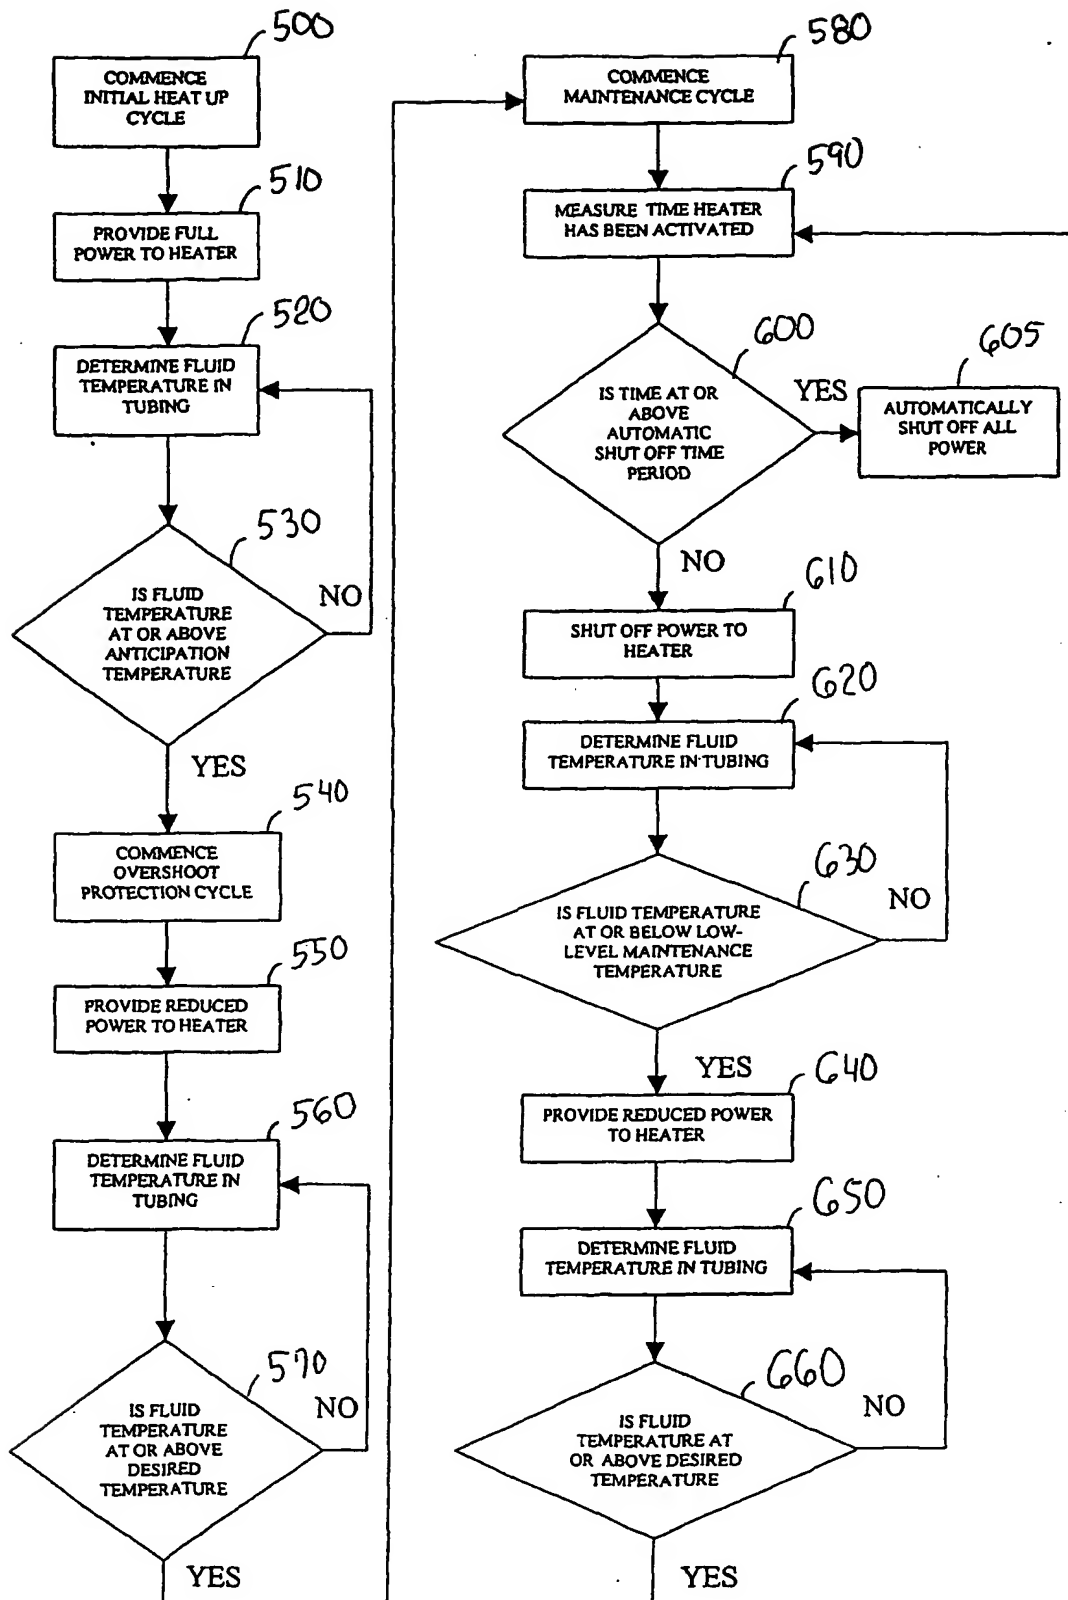 500
COMMENCE
INITIAL HEAT UP
CYCLE
510
PROVIDE FULL
POWER TO HEATER
520
DETERMINE FLUID
TEMPERATURE IN
TUBING
530
IS FLUID
TEMPERATURE
AT OR ABOVE
ANTICIPATION
TEMPERATURE
NO
YES
540
COMMENCE
OVERSHOOT
PROTECTION CYCLE
550
PROVIDE REDUCED
POWER TO HEATER
560
DETERMINE FLUID
TEMPERATURE IN
TUBING
570
IS FLUID
TEMPERATURE
AT OR ABOVE
DESIRED
TEMPERATURE
NO
YES
580
COMMENCE
MAINTENANCE CYCLE
590
MEASURE TIME HEATER
HAS BEEN ACTIVATED
600
IS TIME AT OR
ABOVE
AUTOMATIC
SHUT OFF TIME
PERIOD
YES
605
AUTOMATICALLY
SHUT OFF ALL
POWER
NO
610
SHUT OFF POWER TO
HEATER
620
DETERMINE FLUID
TEMPERATURE IN TUBING
630
IS FLUID TEMPERATURE
AT OR BELOW LOW-
LEVEL MAINTENANCE
TEMPERATURE
NO
YES
640
PROVIDE REDUCED POWER
TO HEATER
650
DETERMINE FLUID
TEMPERATURE IN TUBING
660
IS FLUID
TEMPERATURE AT
OR ABOVE DESIRED
TEMPERATURE
NO
YES